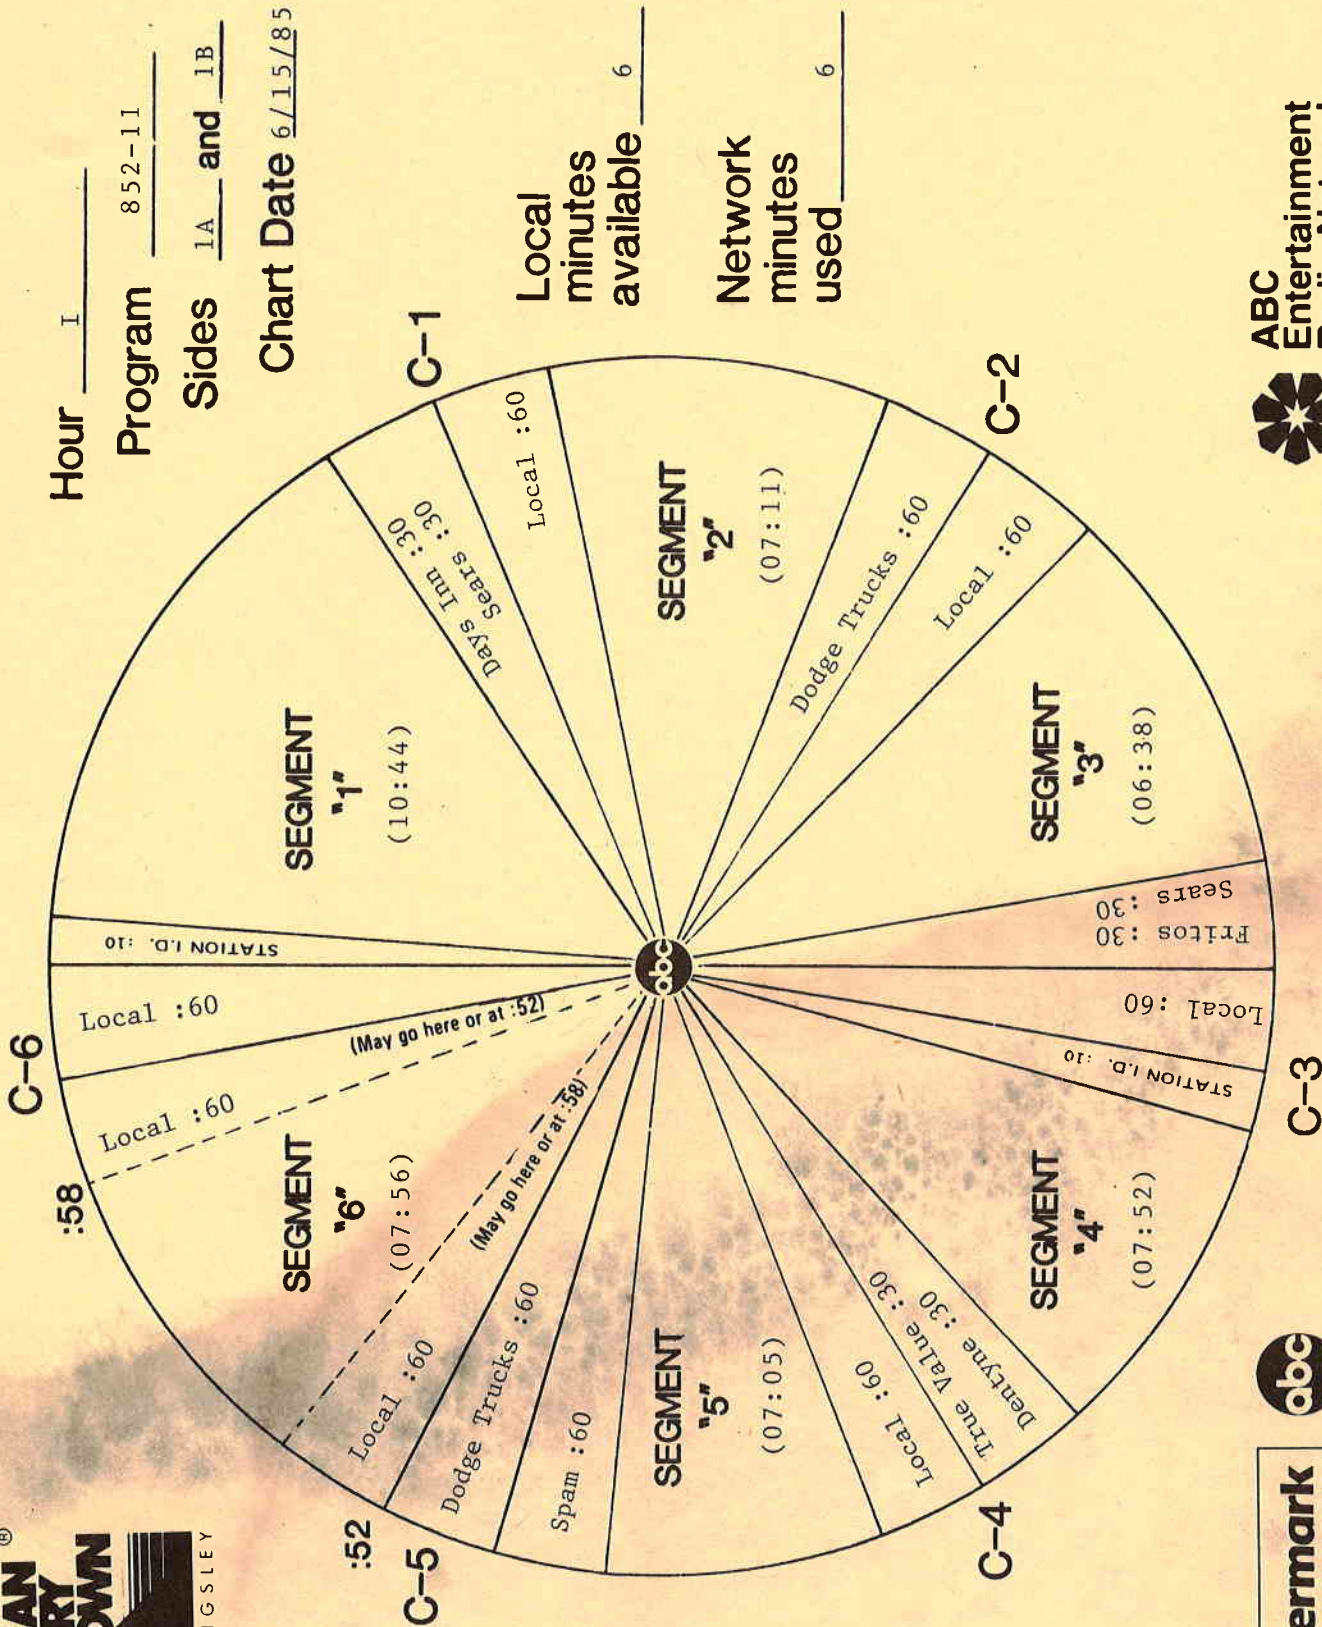 Hour I
Program 852-11
Sides 1A and 1B
Chart Date 6/15/85
Local
minutes
available 6
Network
minutes
used 6
STATION I.D. :10
SEGMENT
"1"
(10:44)
Days Inn :30
Sears :30
C-1
Local :60
SEGMENT
"2"
(07:11)
Dodge Trucks :60
C-2
Local :60
SEGMENT
"3"
(06:38)
Sears :30
Fritos :30
Local :60
C-3
STATION I.D. :10
SEGMENT
"4"
(07:52)
Dentyne :30
True Value :30
C-4
Local :60
SEGMENT
"5"
(07:05)
Spam :60
C-5
Dodge Trucks :60
:52
Local :60
(May go here or at :58)
SEGMENT
"6"
(07:56)
:58
Local :60
(May go here or at :52)
C-6
Local :60
abc
ABC
Entertainment
abc
®